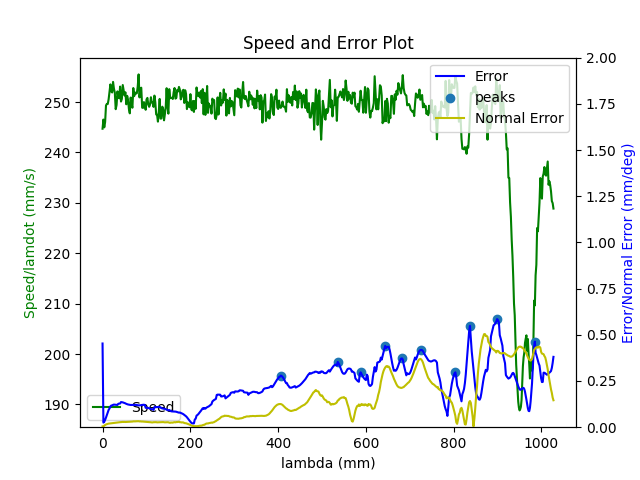 Speed and Error Plot
Speed/lamdot (mm/s)
250
240
230
220
210
200
190
2.00
1.75
1.50
1.25
1.00
0.75
0.50
0.25
0.00
Error/Normal Error (mm/deg)
Error
peaks
Normal Error
Speed
0
200
400
600
800
1000
lambda (mm)